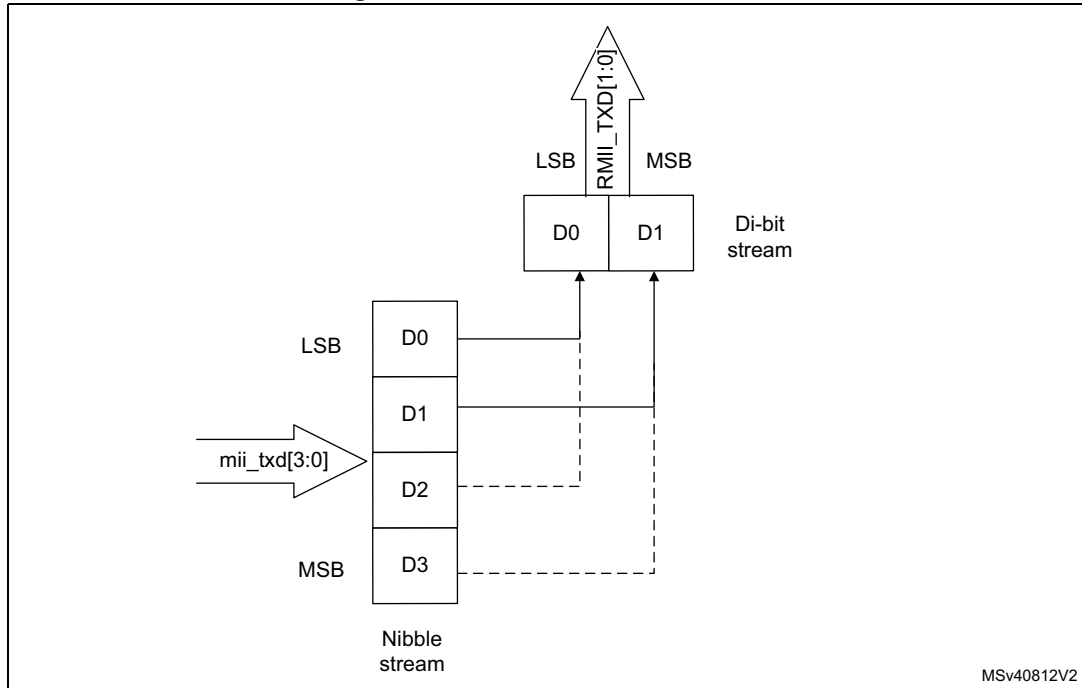 RMII_TXD[1:0]
LSB
MSB
D0
D1
Di-bit
stream
LSB
D0
D1
mii_txd[3:0]
D2
MSB
D3
Nibble
stream
MSv40812V2